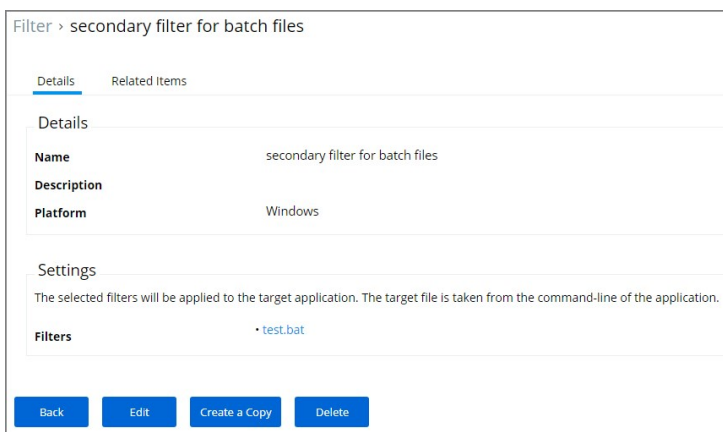 Filter › secondary filter for batch files
Details Related Items
Details
Name secondary filter for batch files
Description
Platform Windows
Settings
The selected filters will be applied to the target application. The target file is taken from the command-line of the application.
Filters • test.bat
Back Edit Create a Copy Delete